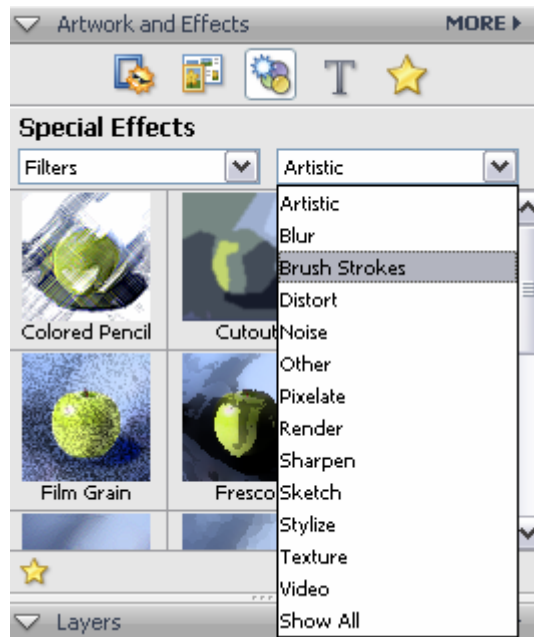 Artwork and Effects MORE
T
Special Effects
Filters Artistic
Artistic
Blur
Brush Strokes
Distort
Noise
Other
Pixelate
Render
Sharpen
Sketch
Stylize
Texture
Video
Show All
Colored Pencil Cutout
Film Grain Fresco
Layers